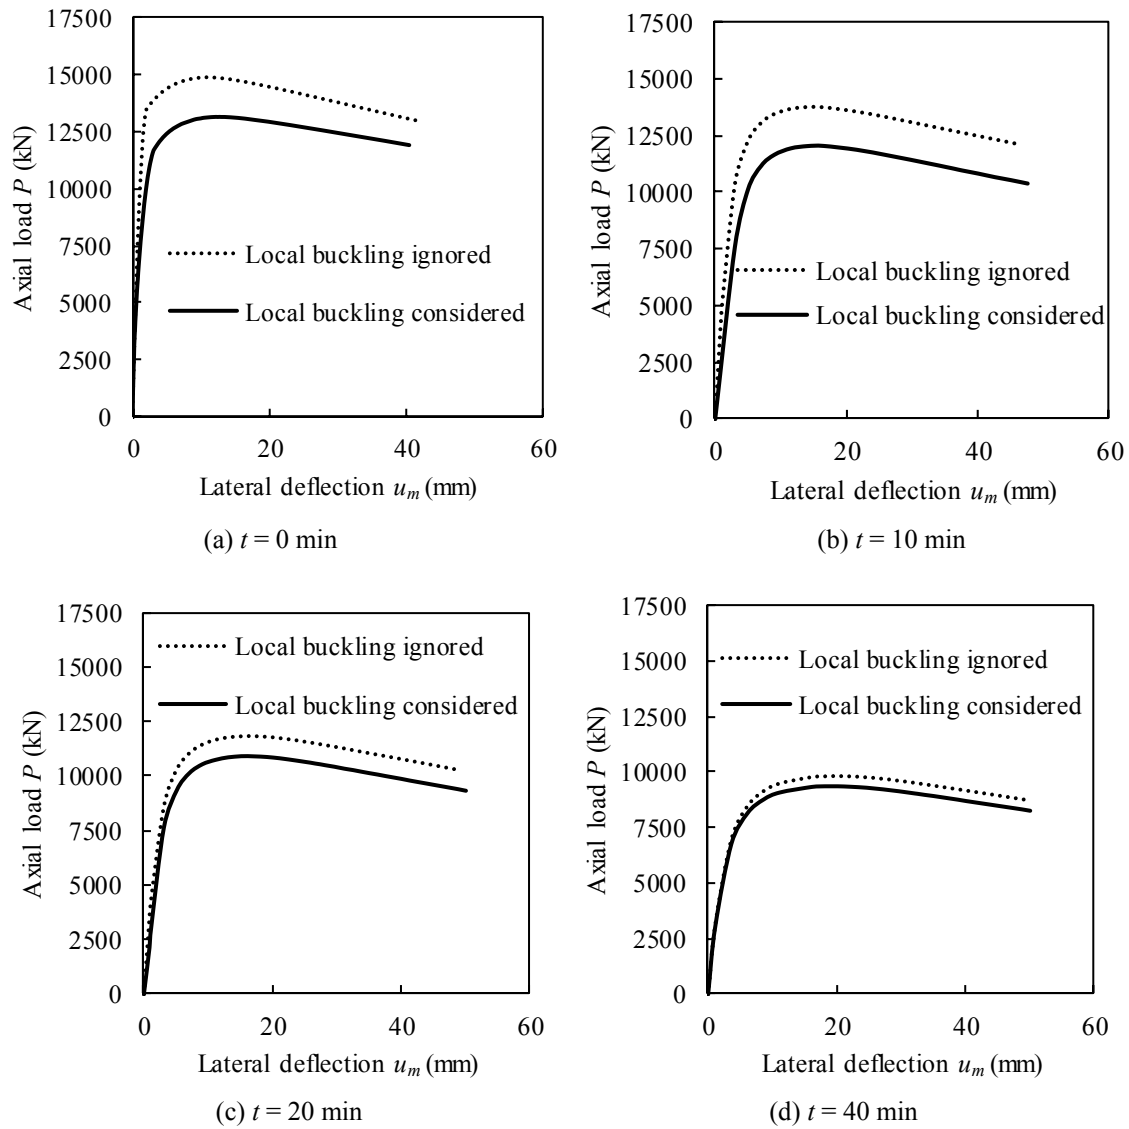 17500
15000
12500
10000
7500
5000
2500
0
Axial load P (kN)
Local buckling ignored
Local buckling considered
0 20 40 60
Lateral deflection um (mm)
(a) t = 0 min
17500
15000
12500
10000
7500
5000
2500
0
Axial load P (kN)
Local buckling ignored
Local buckling considered
0 20 40 60
Lateral deflection um (mm)
(b) t = 10 min
17500
15000
12500
10000
7500
5000
2500
0
Axial load P (kN)
Local buckling ignored
Local buckling considered
0 20 40 60
Lateral deflection um (mm)
(c) t = 20 min
17500
15000
12500
10000
7500
5000
2500
0
Axial load P (kN)
Local buckling ignored
Local buckling considered
0 20 40 60
Lateral deflection um (mm)
(d) t = 40 min